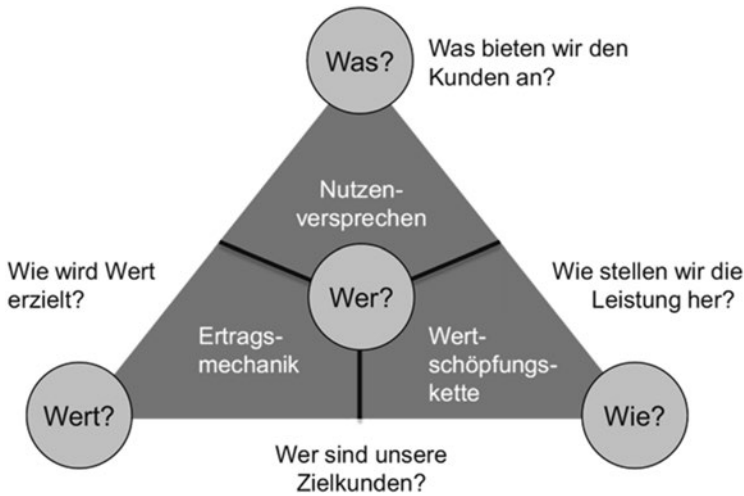 Was?
Was bieten wir den
Kunden an?
Nutzen-
versprechen
Wie wird Wert
erzielt?
Wer?
Wie stellen wir die
Leistung her?
Ertrags-
mechanik
Wert-
schöpfungs-
kette
Wert?
Wie?
Wer sind unsere
Zielkunden?